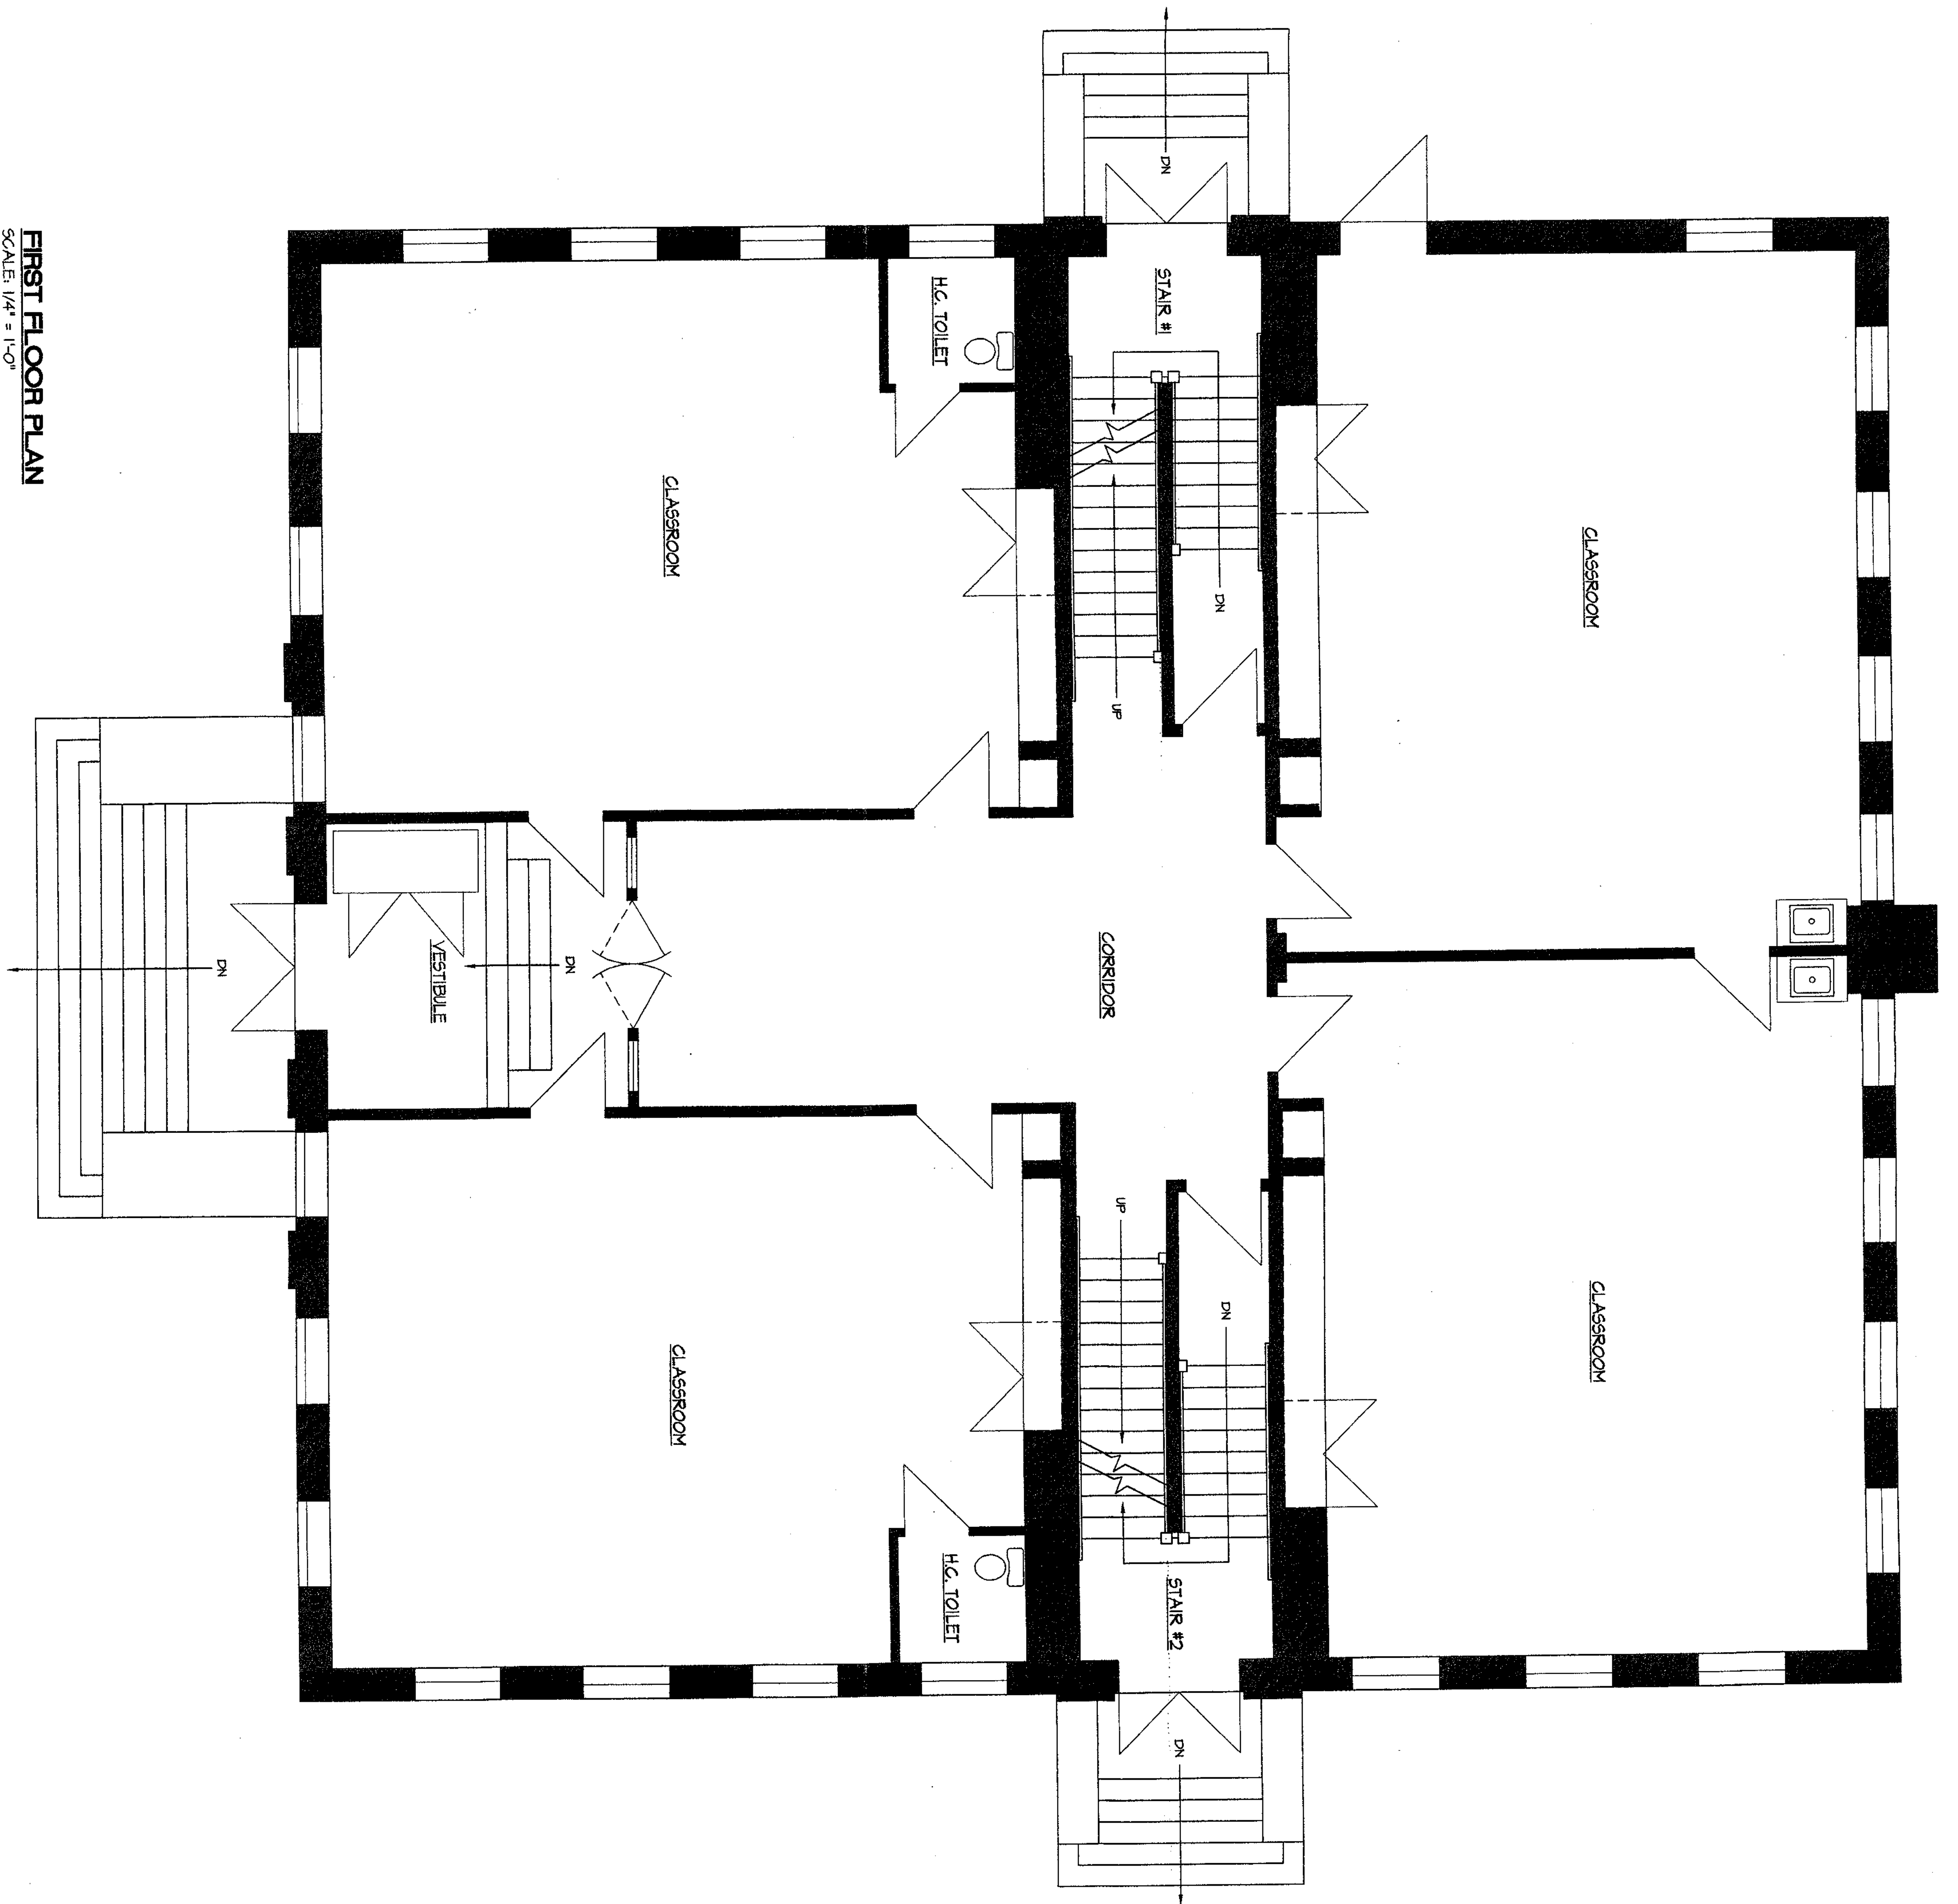 CLASSROOM
CLASSROOM
DN
DN
DN
STAIR #1
STAIR #2
DN
UP
UP
CORRIDOR
H.C. TOILET
H.C. TOILET
CLASSROOM
CLASSROOM
DN
VESTIBULE
DN
FIRST FLOOR PLAN
SCALE: 1/4" = 1'-0"